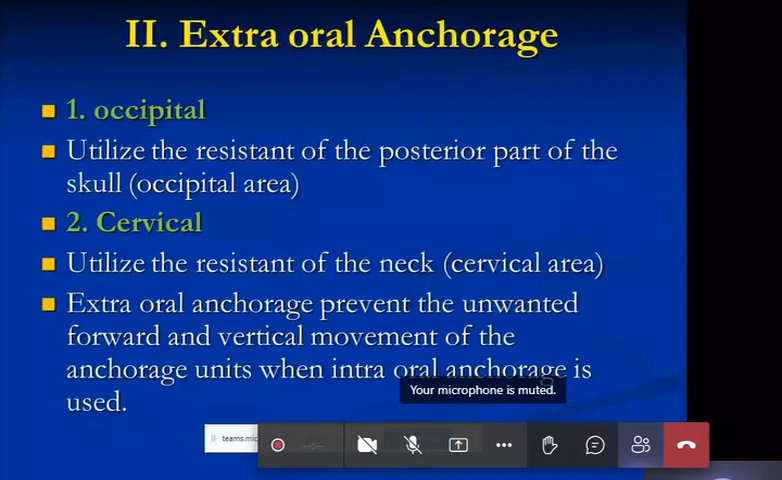 II. Extra oral Anchorage
1. occipital
Utilize the resistant of the posterior part of the
skull (occipital area)
2. Cervical
Utilize the resistant of the neck (cervical area)
Extra oral anchorage prevent the unwanted
forward and vertical movement of the
anchorage units when intra oral anchorage is
used.
Your microphone is muted.
teams.mic